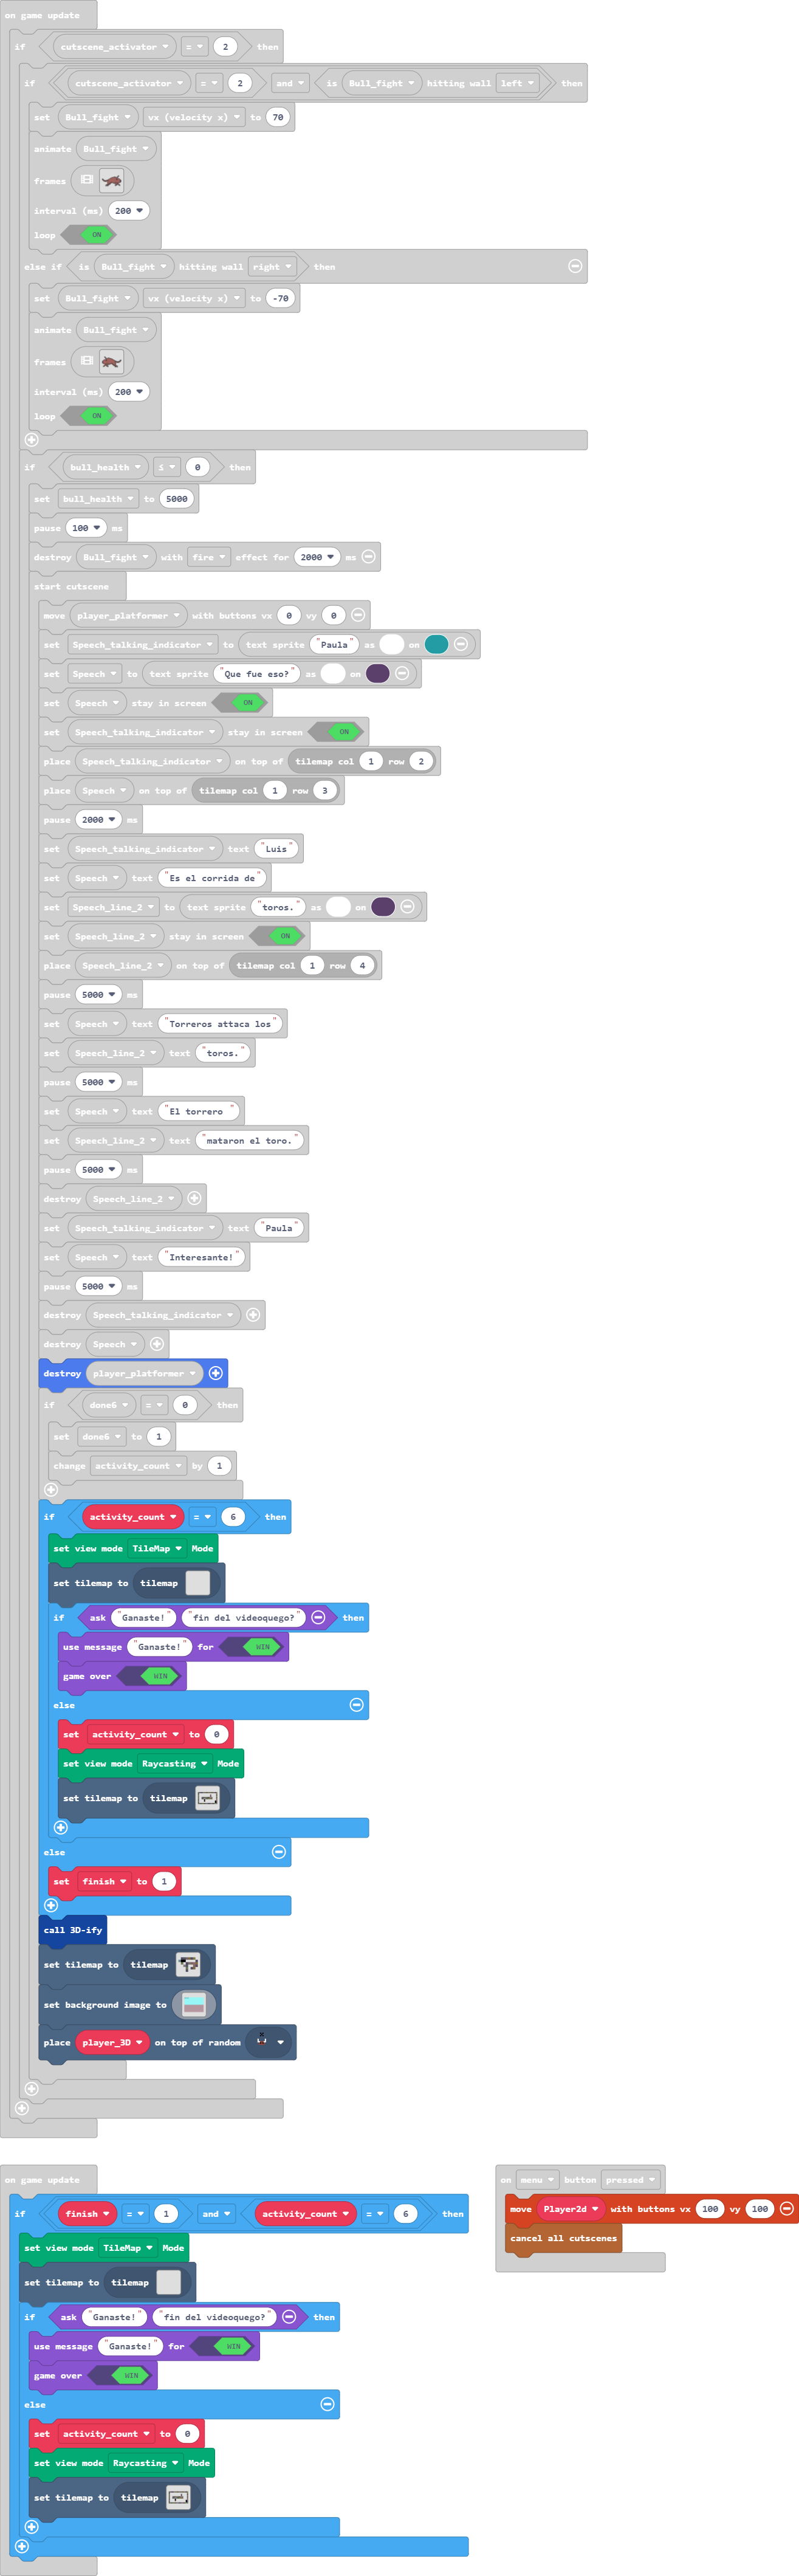 on game update
if cutscene_activator = 2 then
if cutscene_activator = 2 and is Bull_fight hitting wall left then
set Bull_fight vx (velocity x) to 70
animate Bull_fight
frames
interval (ms) 200
loop ON
else if is Bull_fight hitting wall right then
set Bull_fight vx (velocity x) to -70
animate Bull_fight
frames
interval (ms) 200
loop ON
if bull_health ≤ 0 then
set bull_health to 5000
pause 100 ms
destroy Bull_fight with fire effect for 2000 ms
start cutscene
move player_platformer with buttons vx 0 vy 0
set Speech_talking_indicator to text sprite "Paula" as on
set Speech to text sprite "Que fue eso?" as on
set Speech stay in screen ON
set Speech_talking_indicator stay in screen ON
place Speech_talking_indicator on top of tilemap col 1 row 2
place Speech on top of tilemap col 1 row 3
pause 2000 ms
set Speech_talking_indicator text "Luis"
set Speech text "Es el corrida de"
set Speech_line_2 to text sprite "toros." as on
set Speech_line_2 stay in screen ON
place Speech_line_2 on top of tilemap col 1 row 4
pause 5000 ms
set Speech text "Torreros attaca los"
set Speech_line_2 text "toros."
pause 5000 ms
set Speech text "El torrero "
set Speech_line_2 text "mataron el toro."
pause 5000 ms
destroy Speech_line_2
set Speech_talking_indicator text "Paula"
set Speech text "Interesante!"
pause 5000 ms
destroy Speech_talking_indicator
destroy Speech
destroy player_platformer
if done6 = 0 then
set done6 to 1
change activity_count by 1
if activity_count = 6 then
set view mode TileMap Mode
set tilemap to tilemap
if ask "Ganaste!" "fin del videoquego?" then
use message "Ganaste!" for WIN
game over WIN
else
set activity_count to 0
set view mode Raycasting Mode
set tilemap to tilemap
else
set finish to 1
call 3D-ify
set tilemap to tilemap
set background image to
place player_3D on top of random
on game update
if finish = 1 and activity_count = 6 then
set view mode TileMap Mode
set tilemap to tilemap
if ask "Ganaste!" "fin del videoquego?" then
use message "Ganaste!" for WIN
game over WIN
else
set activity_count to 0
set view mode Raycasting Mode
set tilemap to tilemap
on menu button pressed
move Player2d with buttons vx 100 vy 100
cancel all cutscenes